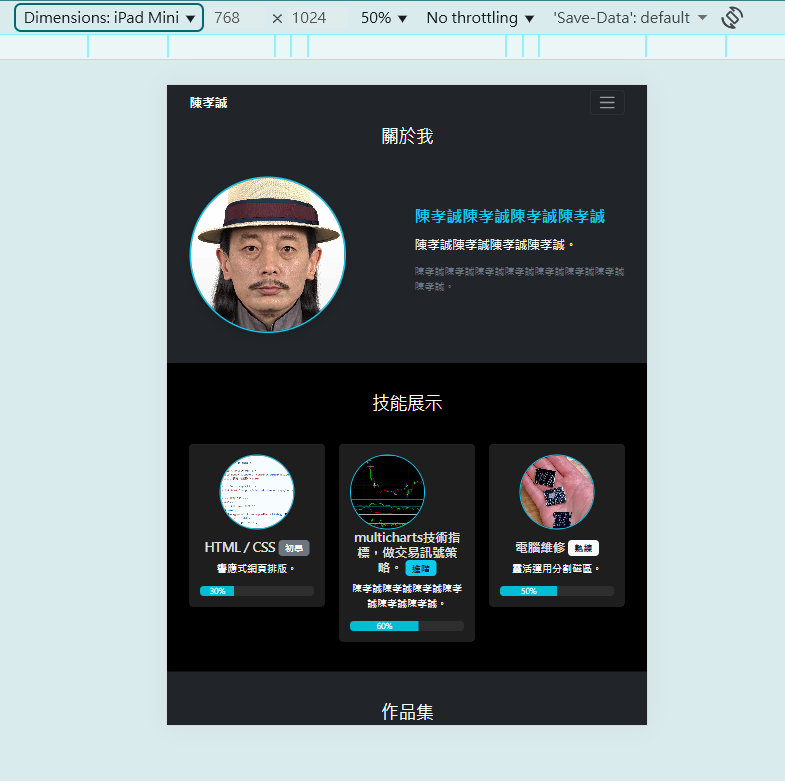 Dimensions: iPad Mini ▼ 768 × 1024 50% ▼ No throttling ▼ 'Save-Data': default ▼
陳孝誠
關於我
陳孝誠陳孝誠陳孝誠陳孝誠
陳孝誠陳孝誠陳孝誠陳孝誠。
陳孝誠陳孝誠陳孝誠陳孝誠陳孝誠陳孝誠陳孝誠
陳孝誠。
技能展示
HTML / CSS 初學
響應式網頁排版。
30%
multicharts技術指
標，做交易訊號策
略。 進階
陳孝誠陳孝誠陳孝誠陳孝
誠陳孝誠陳孝誠。
60%
電腦維修 熟練
靈活運用分割磁區。
50%
作品集